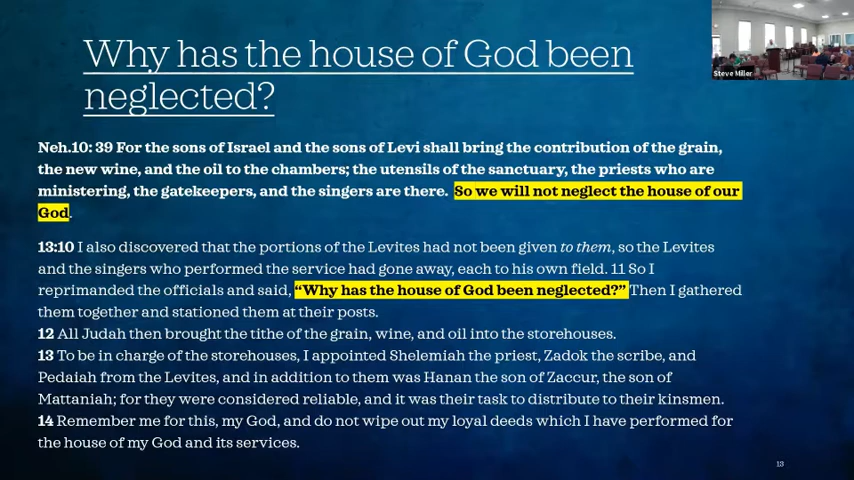 Why has the house of God been
neglected?
Steve Miller
Neh.10: 39 For the sons of Israel and the sons of Levi shall bring the contribution of the grain,
the new wine, and the oil to the chambers; the utensils of the sanctuary, the priests who are
ministering, the gatekeepers, and the singers are there. So we will not neglect the house of our
God.
13:10 I also discovered that the portions of the Levites had not been given to them, so the Levites
and the singers who performed the service had gone away, each to his own field. 11 So I
reprimanded the officials and said, “Why has the house of God been neglected?” Then I gathered
them together and stationed them at their posts.
12 All Judah then brought the tithe of the grain, wine, and oil into the storehouses.
13 To be in charge of the storehouses, I appointed Shelemiah the priest, Zadok the scribe, and
Pedaiah from the Levites, and in addition to them was Hanan the son of Zaccur, the son of
Mattaniah; for they were considered reliable, and it was their task to distribute to their kinsmen.
14 Remember me for this, my God, and do not wipe out my loyal deeds which I have performed for
the house of my God and its services.
13